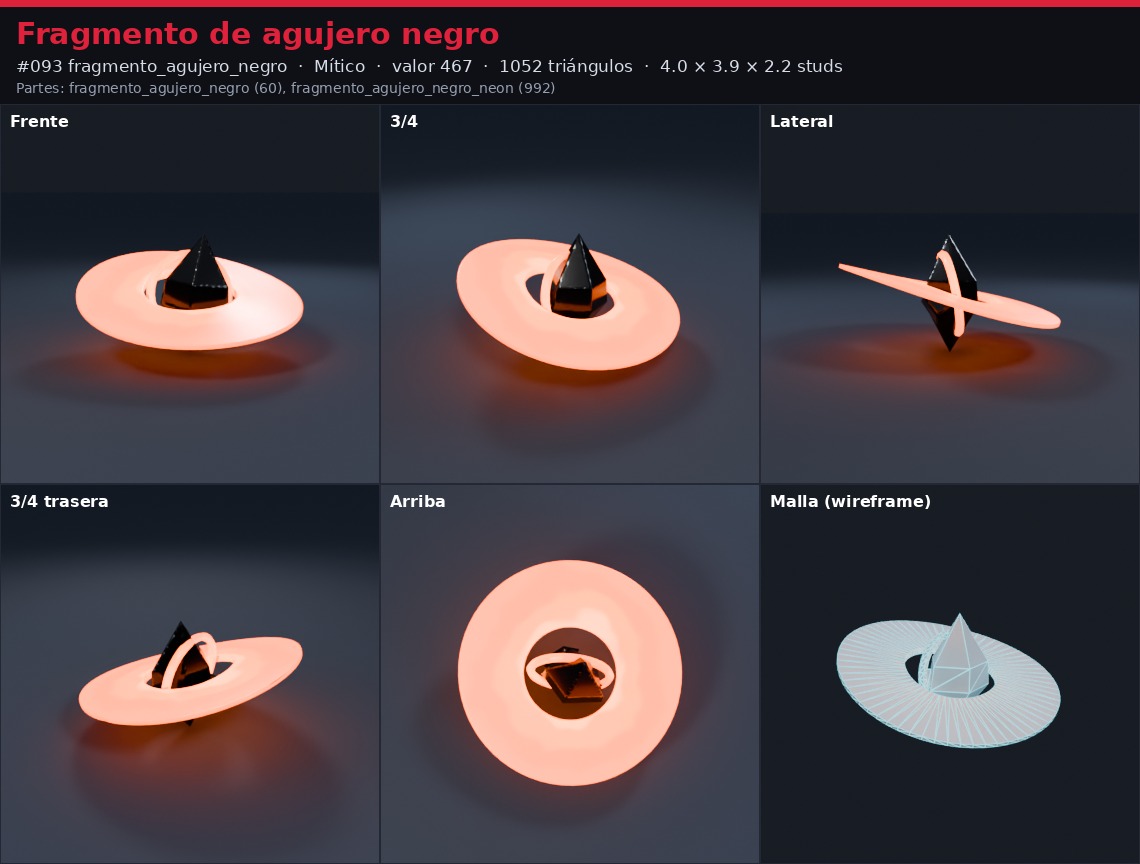 Fragmento de agujero negro
#093 fragmento_agujero_negro · Mítico · valor 467 · 1052 triángulos · 4.0 × 3.9 × 2.2 studs
Partes: fragmento_agujero_negro (60), fragmento_agujero_negro_neon (992)
Frente
3/4
Lateral
3/4 trasera
Arriba
Malla (wireframe)